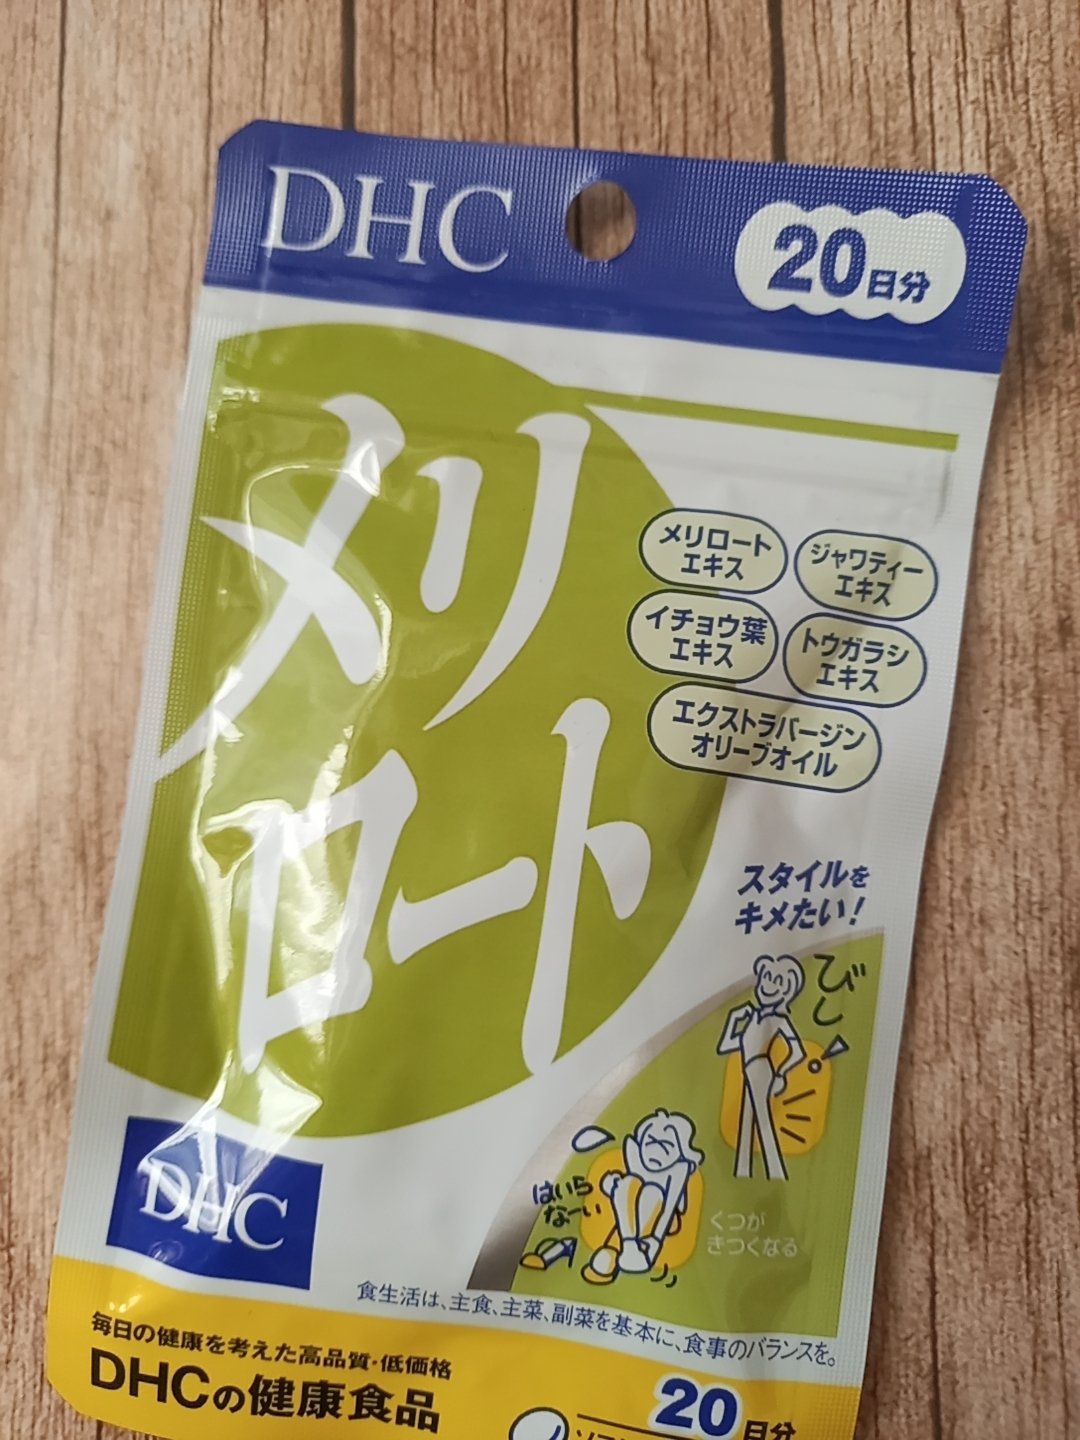 DHC
20日分
メリ
ロート
メリロート
エキス
ジャワティー
エキス
イチョウ葉
エキス
トウガラシ
エキス
エクストラバージン
オリーブオイル
スタイルを
キメたい!
びしっ
はいら
なーい
くつが
きつくなる
DHC
食生活は、主食、主菜、副菜を基本に、食事のバランスを。
毎日の健康を考えた高品質・低価格
DHCの健康食品
20日分